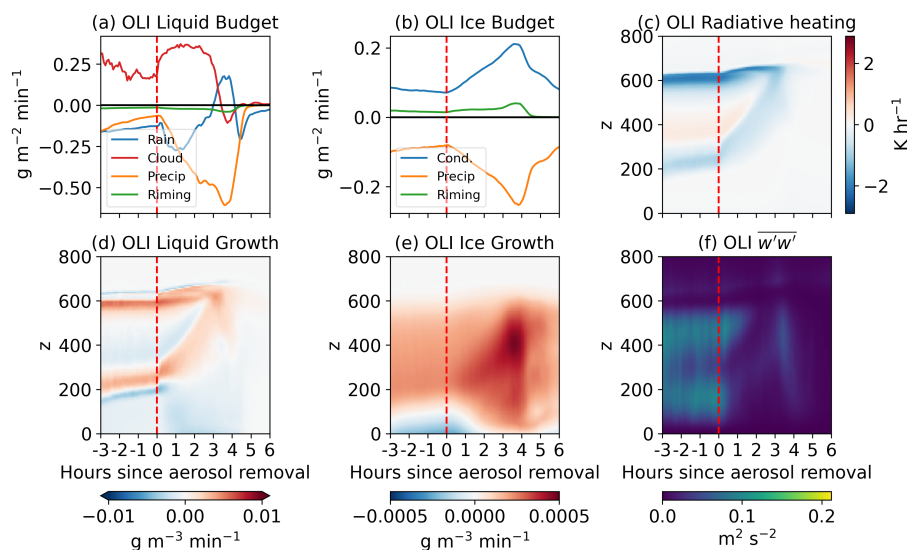 (a) OLI Liquid Budget
g m⁻² min⁻¹
0.25
0.00
−0.25
−0.50
Rain
Cloud
Precip
Riming
(b) OLI Ice Budget
g m⁻² min⁻¹
0.2
0.0
−0.2
Cond.
Precip
Riming
(c) OLI Radiative heating
z
800
600
400
200
0
2
0
−2
K hr⁻¹
(d) OLI Liquid Growth
z
800
600
400
200
0
-3 -2 -1 0 1 2 3 4 5 6
Hours since aerosol removal
−0.01 0.00 0.01
g m⁻³ min⁻¹
(e) OLI Ice Growth
z
800
600
400
200
0
-3 -2 -1 0 1 2 3 4 5 6
Hours since aerosol removal
−0.0005 0.0000 0.0005
g m⁻³ min⁻¹
(f) OLI w′w′
z
800
600
400
200
0
-3 -2 -1 0 1 2 3 4 5 6
Hours since aerosol removal
0.0 0.1 0.2
m² s⁻²